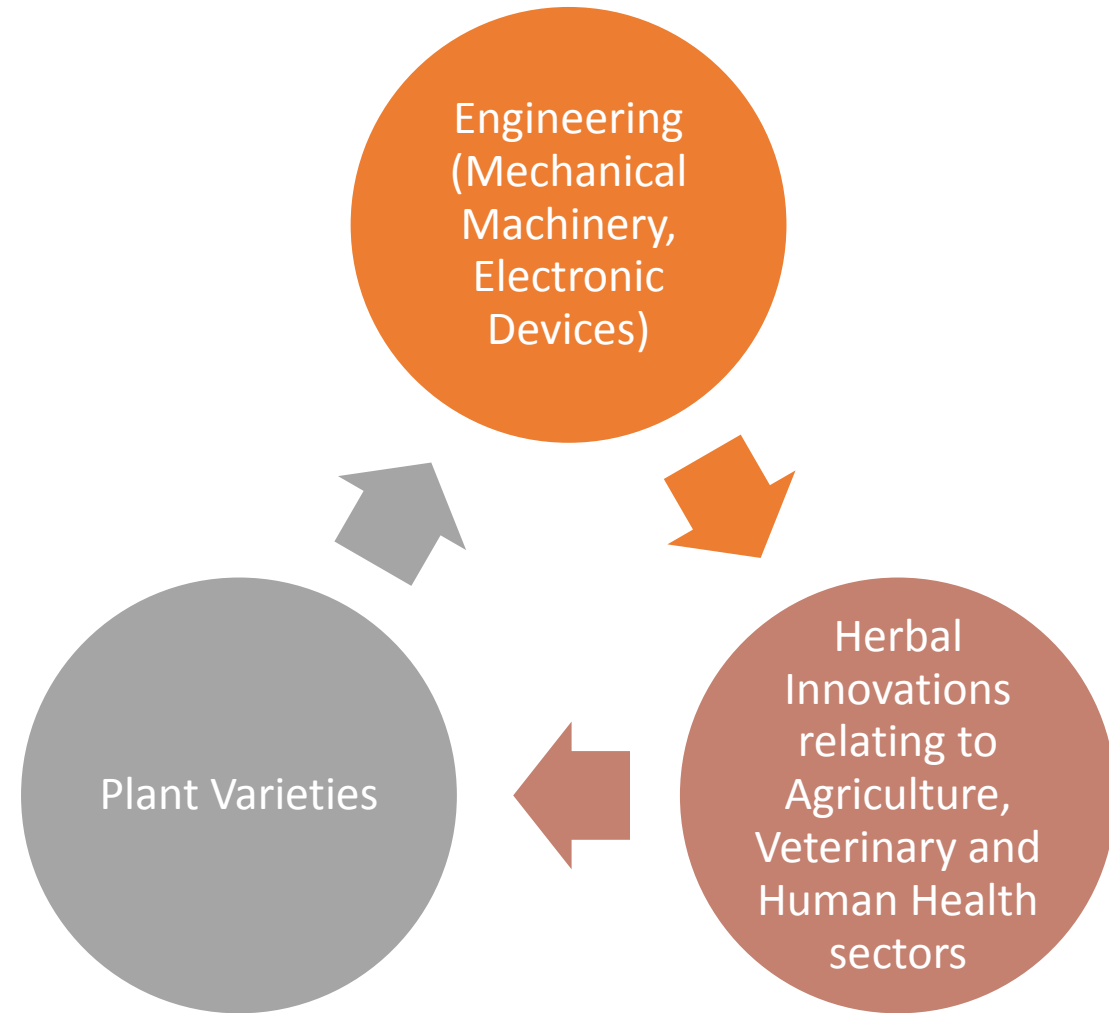 Engineering
(Mechanical
Machinery,
Electronic
Devices)
Herbal
Innovations
relating to
Agriculture,
Veterinary and
Human Health
sectors
Plant Varieties